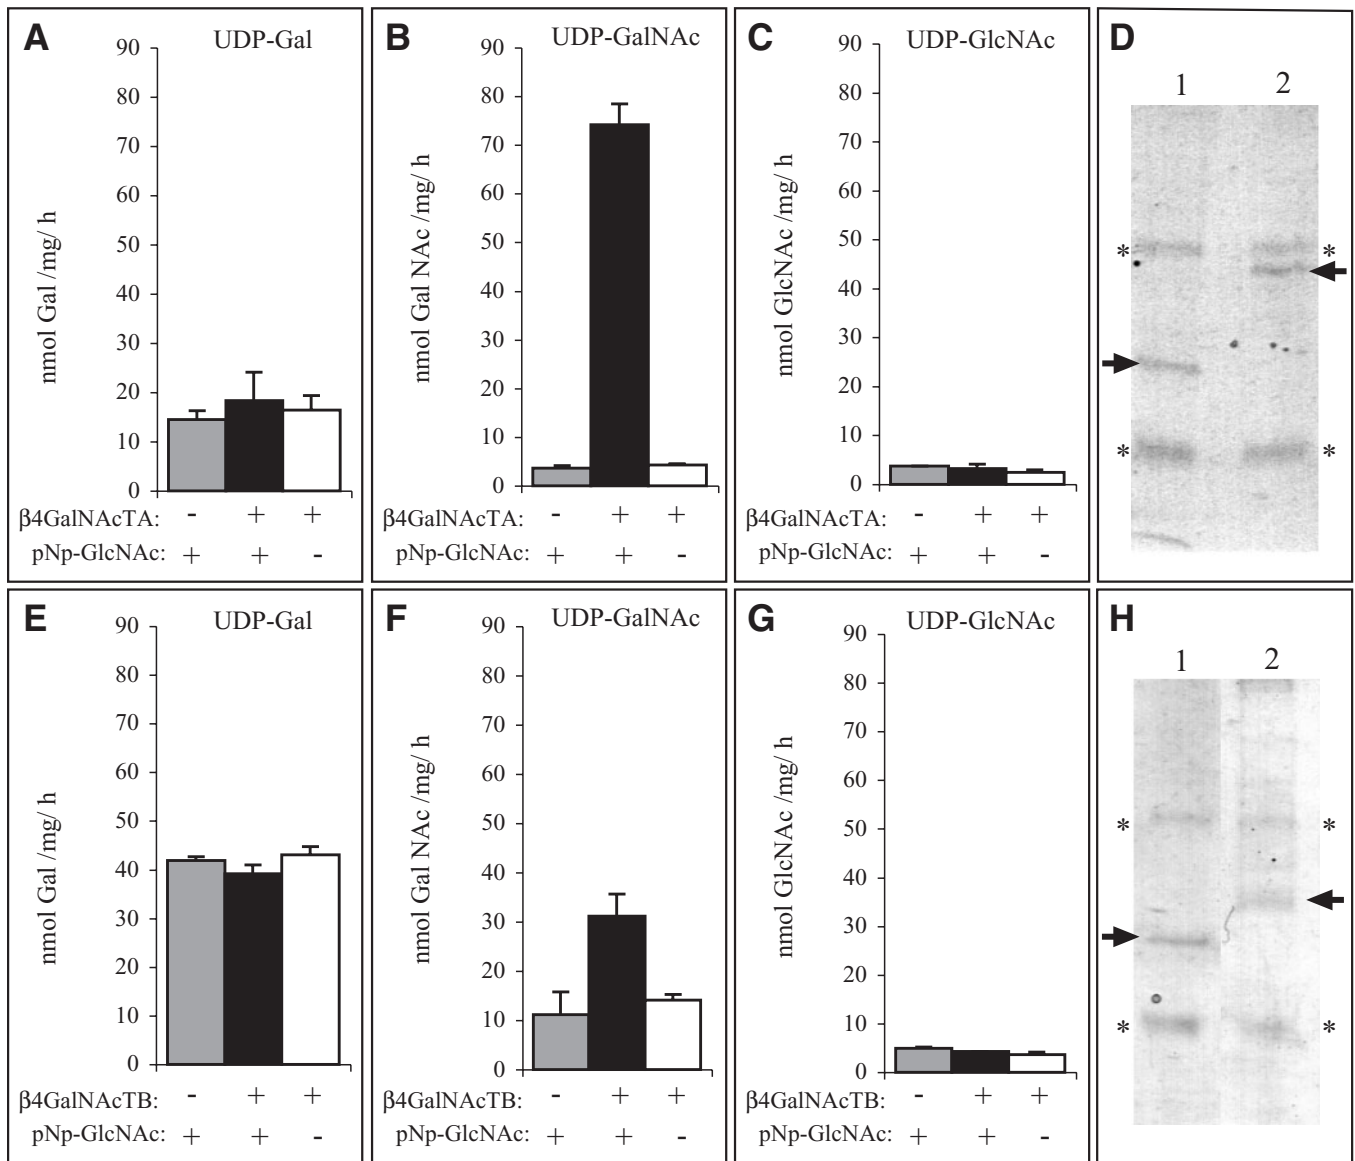 A
UDP-Gal
90
80
70
60
50
40
30
20
10
0
nmol Gal /mg/ h
β4GalNAcTA: - + +
pNp-GlcNAc: + + -
B
UDP-GalNAc
90
80
70
60
50
40
30
20
10
0
nmol Gal NAc /mg/ h
- + +
+ + -
C
UDP-GlcNAc
90
80
70
60
50
40
30
20
10
0
nmol GlcNAc /mg/ h
β4GalNAcTA: - + +
pNp-GlcNAc: + + -
D
1 2
* *
* *
E
UDP-Gal
90
80
70
60
50
40
30
20
10
0
nmol Gal /mg/ h
β4GalNAcTB: - + +
pNp-GlcNAc: + + -
F
UDP-GalNAc
90
80
70
60
50
40
30
20
10
0
nmol Gal NAc /mg/ h
β4GalNAcTB: - + +
pNp-GlcNAc: + + -
G
UDP-GlcNAc
90
80
70
60
50
40
30
20
10
0
nmol GlcNAc /mg/ h
β4GalNAcTB: - + +
pNp-GlcNAc: + + -
H
1 2
* *
* *